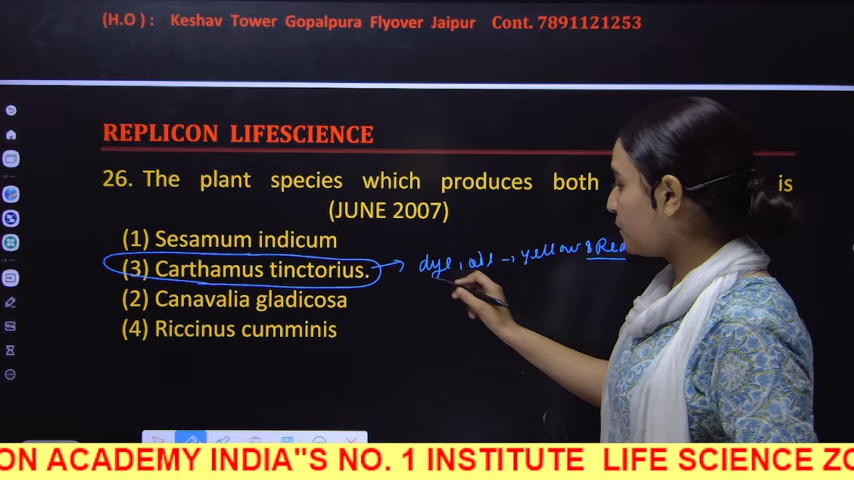 (H.O) : Keshav Tower Gopalpura Flyover Jaipur Cont. 7891121253
REPLICON LIFESCIENCE
26. The plant species which produces both is
(JUNE 2007)
(1) Sesamum indicum
(3) Carthamus tinctorius. → dye, oil → yellow & Red
(2) Canavalia gladicosa
(4) Riccinus cumminis
ON ACADEMY INDIA"S NO. 1 INSTITUTE LIFE SCIENCE ZO